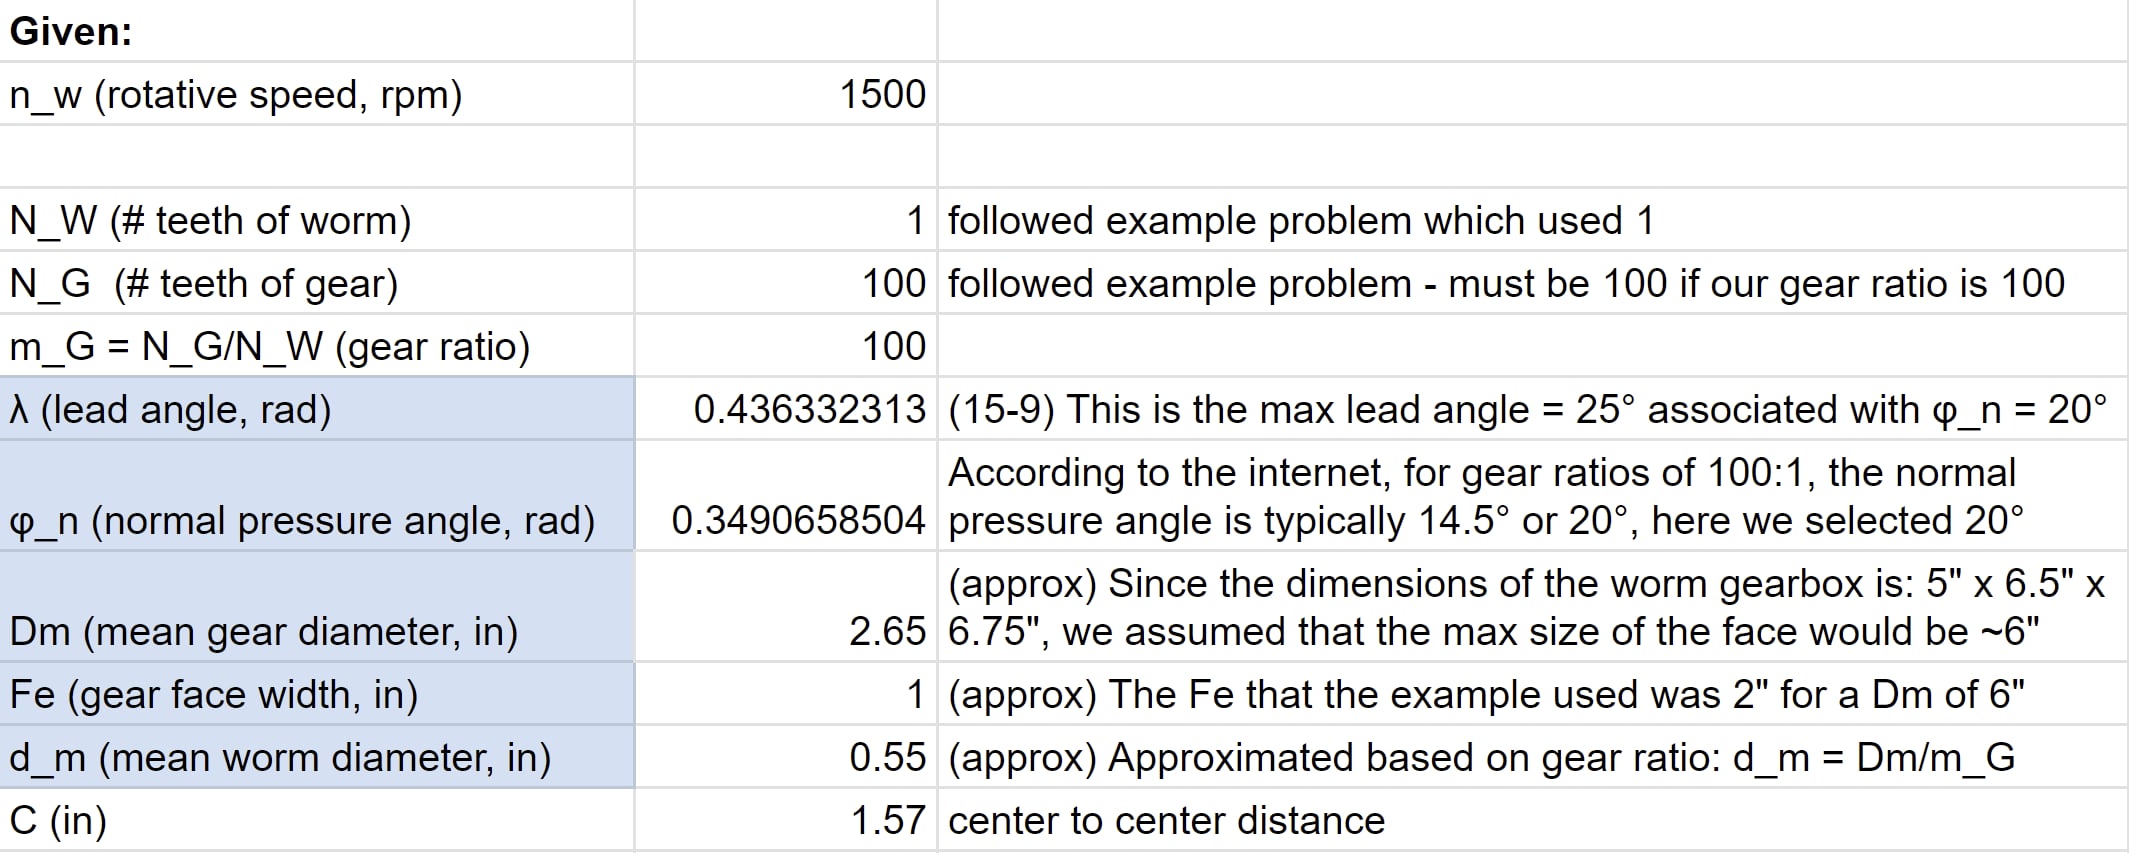 Given:
n_w (rotative speed, rpm) 1500
N_W (# teeth of worm) 1 followed example problem which used 1
N_G (# teeth of gear) 100 followed example problem - must be 100 if our gear ratio is 100
m_G = N_G/N_W (gear ratio) 100
λ (lead angle, rad) 0.436332313 (15-9) This is the max lead angle = 25° associated with φ_n = 20°
According to the internet, for gear ratios of 100:1, the normal
φ_n (normal pressure angle, rad) 0.3490658504 pressure angle is typically 14.5° or 20°, here we selected 20°
(approx) Since the dimensions of the worm gearbox is: 5" x 6.5" x
Dm (mean gear diameter, in) 2.65 6.75", we assumed that the max size of the face would be ~6"
Fe (gear face width, in) 1 (approx) The Fe that the example used was 2" for a Dm of 6"
d_m (mean worm diameter, in) 0.55 (approx) Approximated based on gear ratio: d_m = Dm/m_G
C (in) 1.57 center to center distance